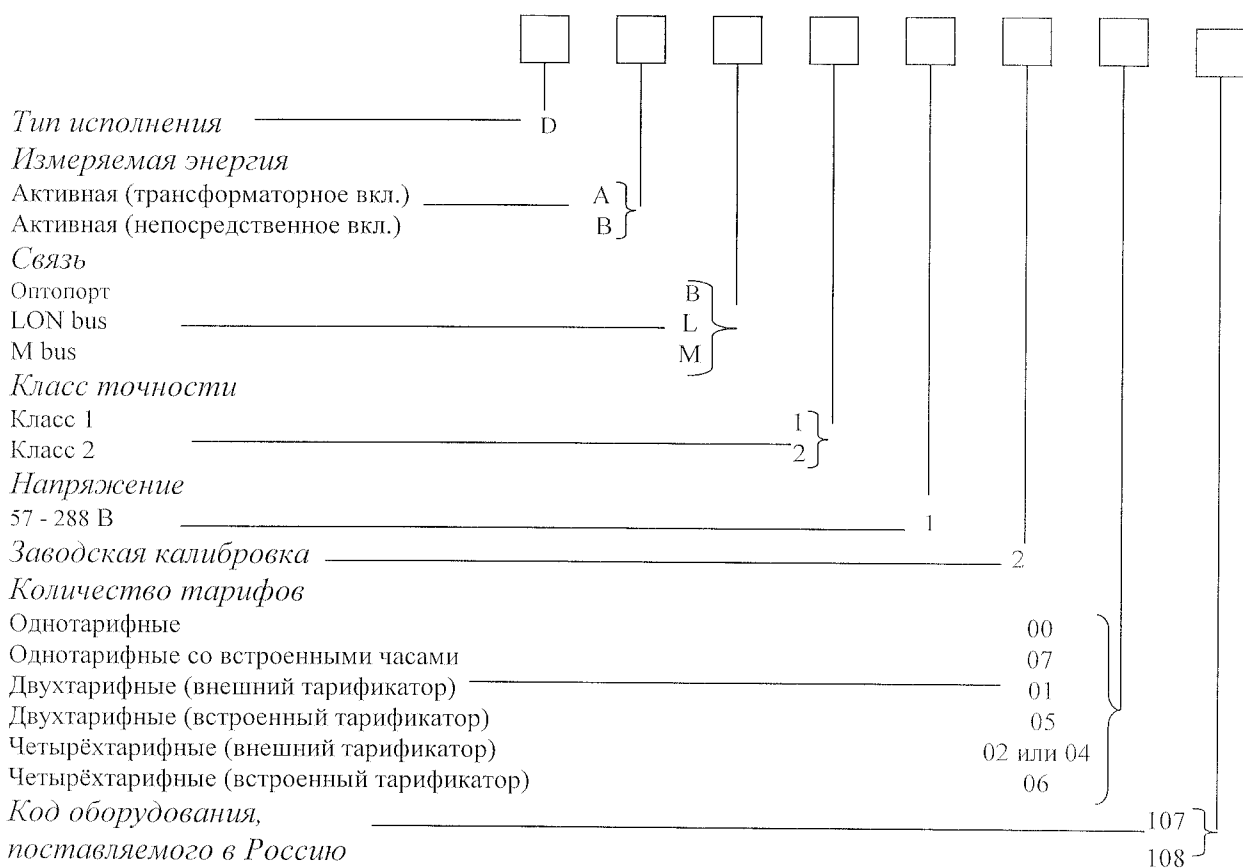 Тип исполнения D
Измеряемая энергия
Активная (трансформаторное вкл.) A
Активная (непосредственное вкл.) B
Связь
Оптопорт B
LON bus L
M bus M
Класс точности
Класс 1 1
Класс 2 2
Напряжение
57 - 288 В 1
Заводская калибровка 2
Количество тарифов
Однотарифные 00
Однотарифные со встроенными часами 07
Двухтарифные (внешний тарификатор) 01
Двухтарифные (встроенный тарификатор) 05
Четырёхтарифные (внешний тарификатор) 02 или 04
Четырёхтарифные (встроенный тарификатор) 06
Код оборудования, 107
поставляемого в Россию 108